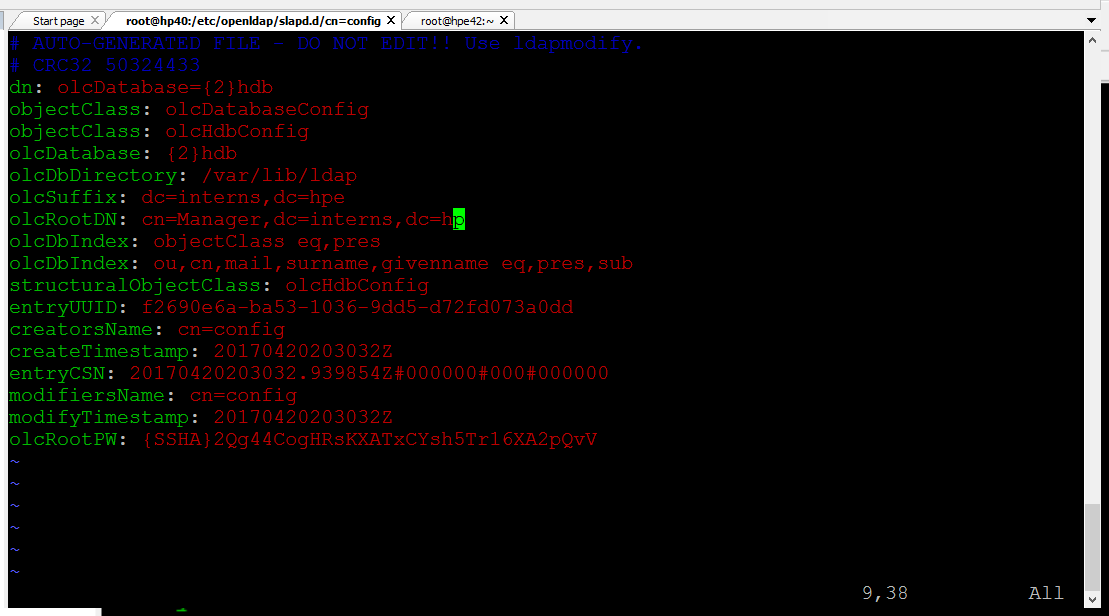 Start page
root@hp40:/etc/openldap/slapd.d/cn=config
root@hpe42:~
# AUTO-GENERATED FILE - DO NOT EDIT!! Use ldapmodify.
# CRC32 50324433
dn: olcDatabase={2}hdb
objectClass: olcDatabaseConfig
objectClass: olcHdbConfig
olcDatabase: {2}hdb
olcDbDirectory: /var/lib/ldap
olcSuffix: dc=interns,dc=hpe
olcRootDN: cn=Manager,dc=interns,dc=hp
olcDbIndex: objectClass eq,pres
olcDbIndex: ou,cn,mail,surname,givenname eq,pres,sub
structuralObjectClass: olcHdbConfig
entryUUID: f2690e6a-ba53-1036-9dd5-d72fd073a0dd
creatorsName: cn=config
createTimestamp: 20170420203032Z
entryCSN: 20170420203032.939854Z#000000#000#000000
modifiersName: cn=config
modifyTimestamp: 20170420203032Z
olcRootPW: {SSHA}2Qg44CogHRsKXATxCYsh5Tr16XA2pQvV
~
~
~
~
~
~
9,38 All